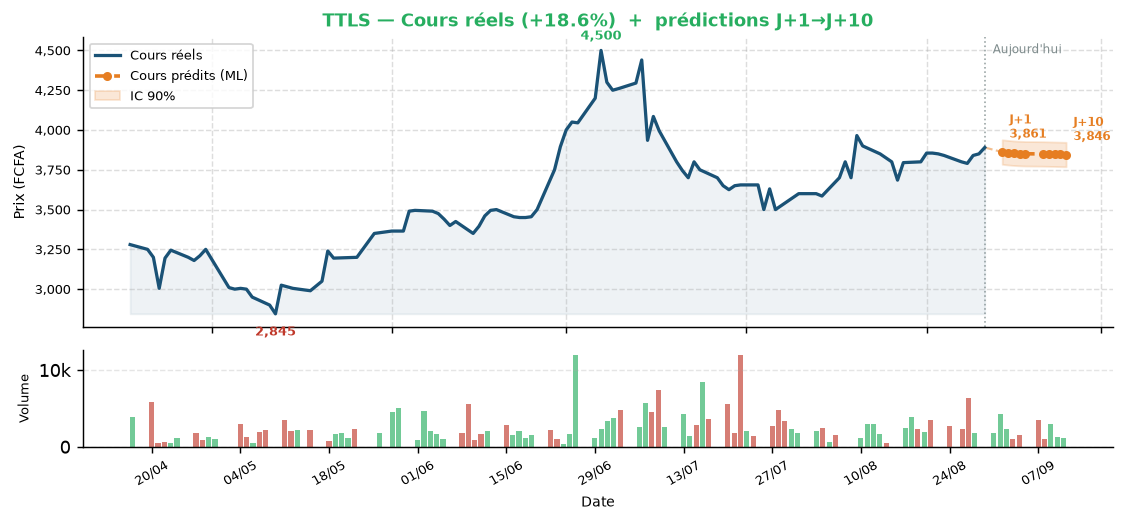 TTLS — Cours réels (+18.6%)  +  prédictions J+1→J+10
4,500
Aujourd'hui
Cours réels
Cours prédits (ML)
IC 90%
J+1
3,861
J+10
3,846
2,845
Prix (FCFA)
4,500
4,250
4,000
3,750
3,500
3,250
3,000
Volume
10k
0
20/04
04/05
18/05
01/06
15/06
29/06
13/07
27/07
10/08
24/08
07/09
Date